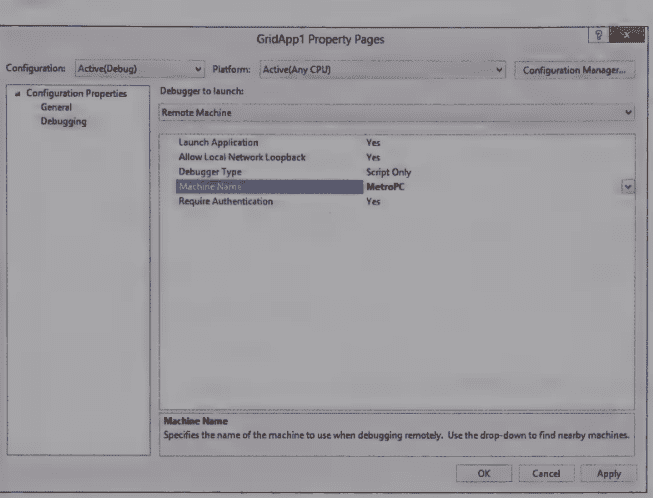 GridApp1 Property Pages
? x
Configuration: Active(Debug) Platform: Active(Any CPU) Configuration Manager...
Configuration Properties
General
Debugging
Debugger to launch:
Remote Machine
Launch Application Yes
Allow Local Network Loopback Yes
Debugger Type Script Only
Machine Name MetroPC
Require Authentication Yes
Machine Name
Specifies the name of the machine to use when debugging remotely. Use the drop-down to find nearby machines.
OK Cancel Apply